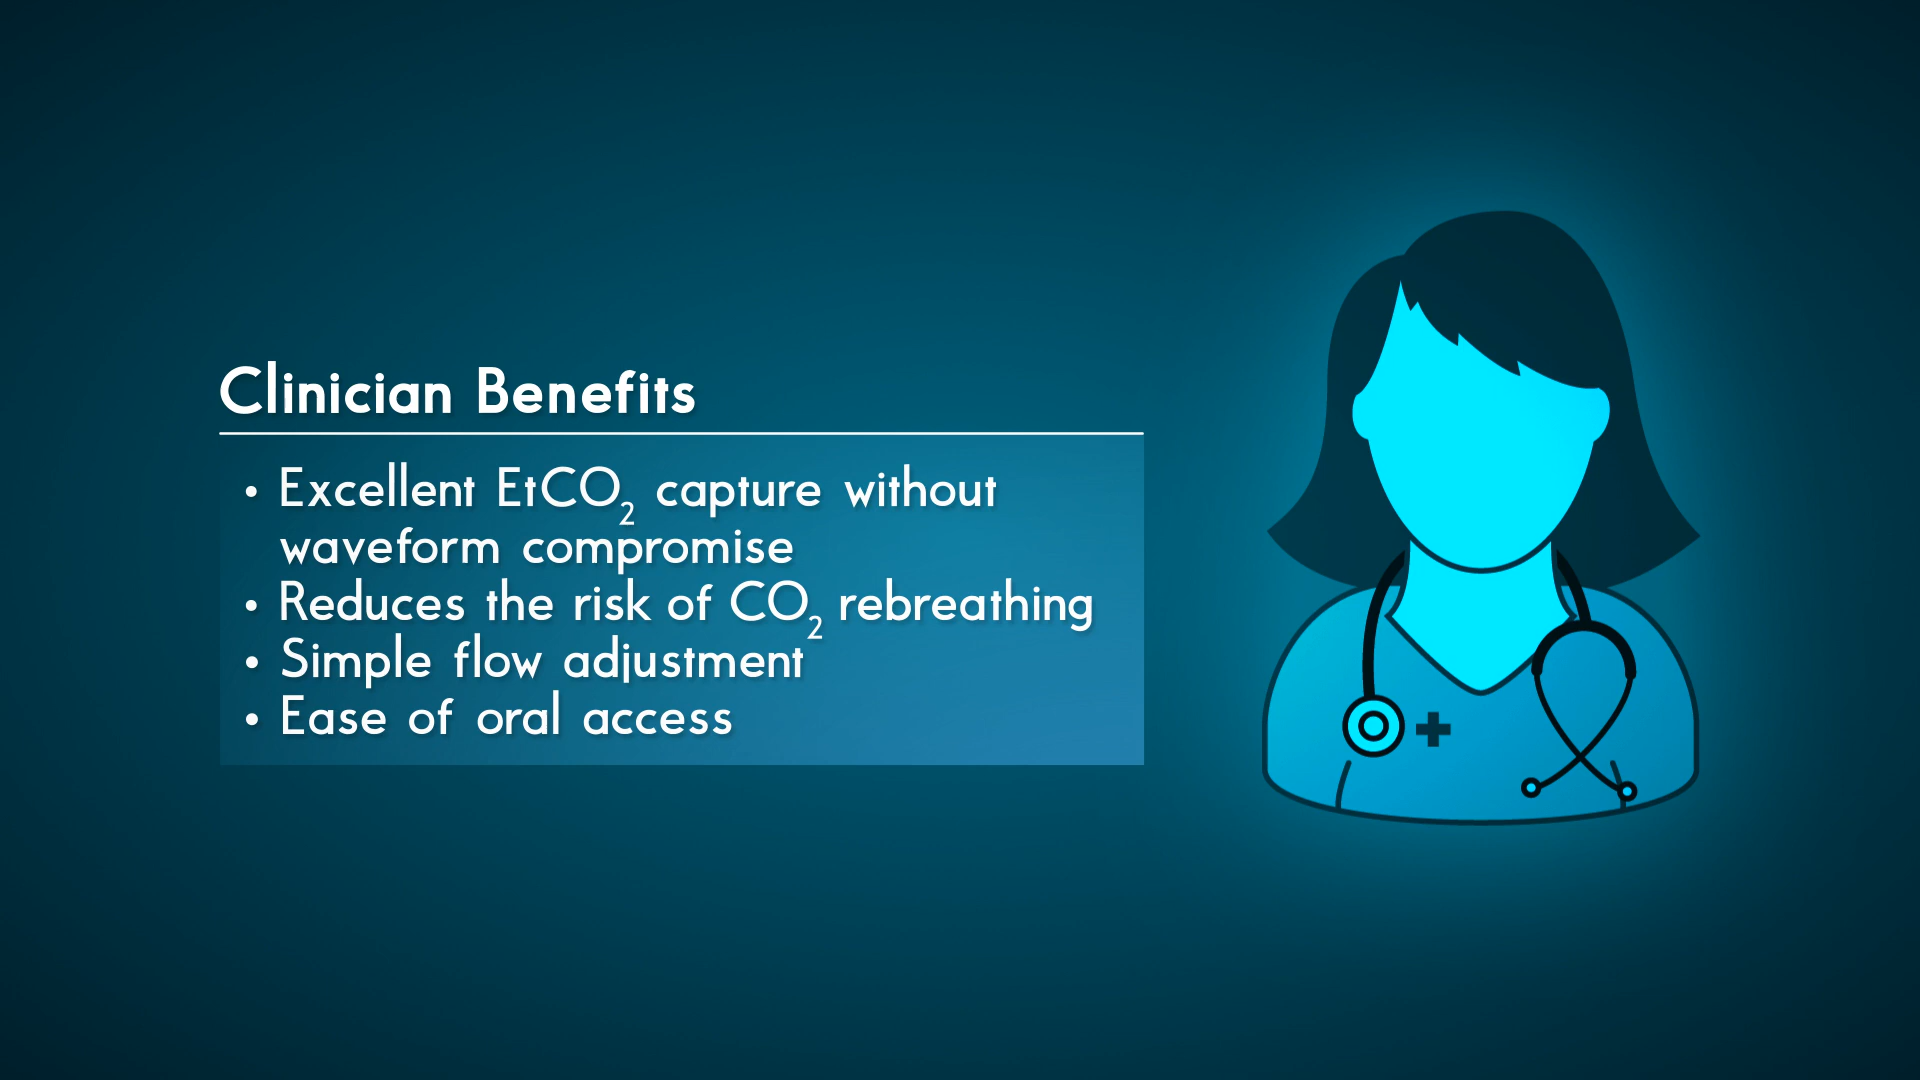 Clinician Benefits
• Excellent EtCO₂ capture without
waveform compromise
• Reduces the risk of CO₂ rebreathing
• Simple flow adjustment
• Ease of oral access